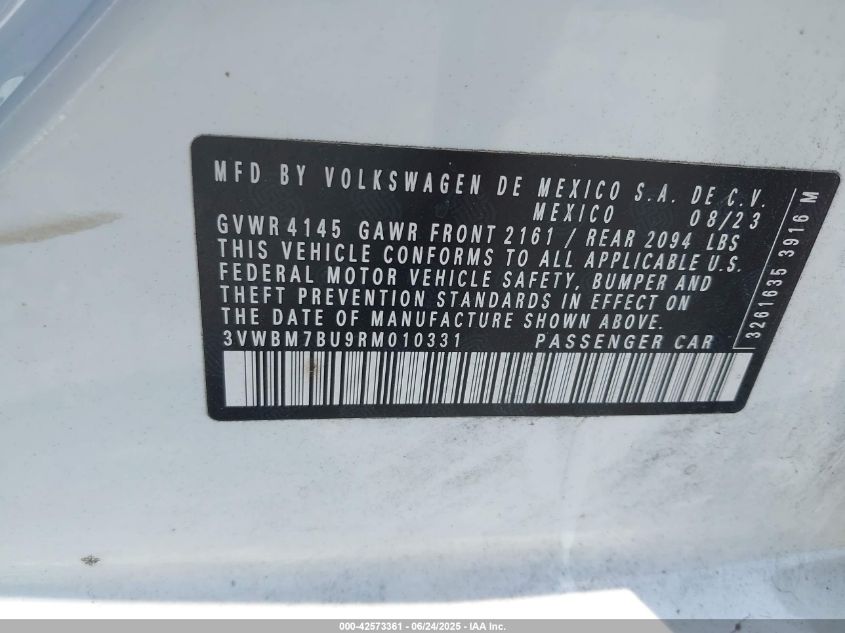 MFD BY VOLKSWAGEN DE MEXICO S.A. DE C.V.
MEXICO 08/23
GVWR 4145 GAWR FRONT 2161 / REAR 2094 LBS
THIS VEHICLE CONFORMS TO ALL APPLICABLE U.S.
FEDERAL MOTOR VEHICLE SAFETY, BUMPER AND
THEFT PREVENTION STANDARDS IN EFFECT ON
THE DATE OF MANUFACTURE SHOWN ABOVE.
3VWBM7BU9RM010331 PASSENGER CAR
3261635 3916 M
000-42573361 - 06/24/2025 - IAA Inc.